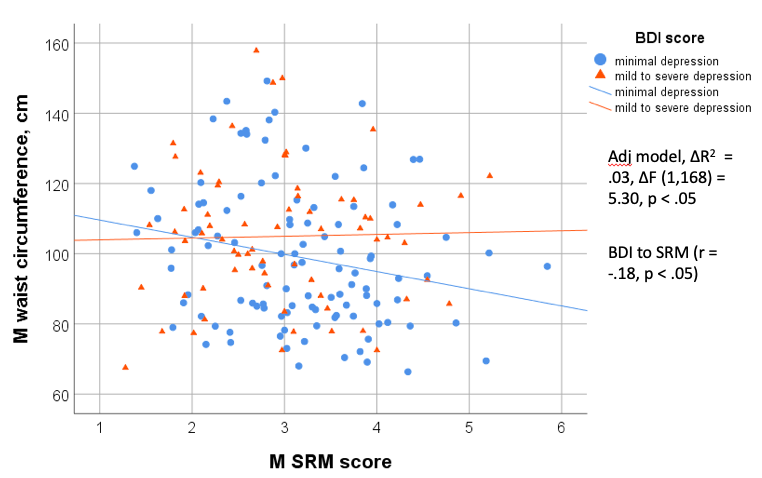 BDI score
minimal depression
mild to severe depression
minimal depression
mild to severe depression
Adj model, ΔR² =
.03, ΔF (1,168) =
5.30, p < .05
BDI to SRM (r =
-.18, p < .05)
M waist circumference, cm
160
140
120
100
80
60
1 2 3 4 5 6
M SRM score